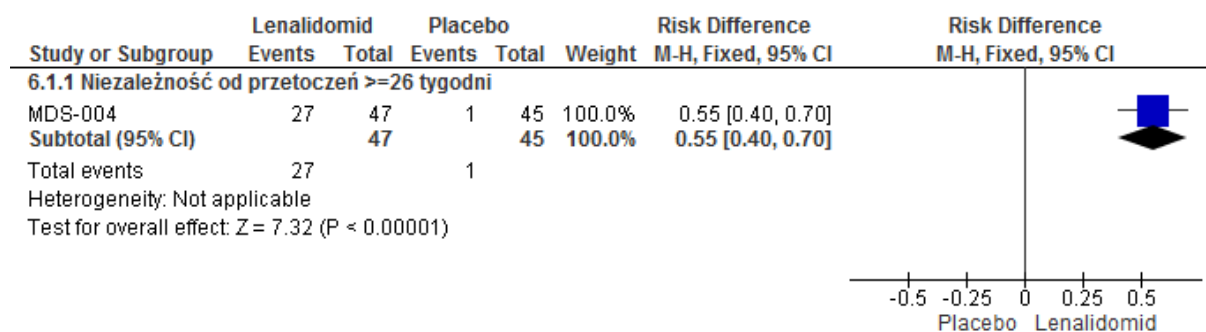 Lenalidomid Placebo Risk Difference Risk Difference
Study or Subgroup Events Total Events Total Weight M-H, Fixed, 95% CI M-H, Fixed, 95% CI
6.1.1 Niezależność od przetoczeń >=26 tygodni
MDS-004 27 47 1 45 100.0% 0.55 [0.40, 0.70]
Subtotal (95% CI) 47 45 100.0% 0.55 [0.40, 0.70]
Total events 27 1
Heterogeneity: Not applicable
Test for overall effect: Z = 7.32 (P < 0.00001)
-0.5 -0.25 0 0.25 0.5
Placebo Lenalidomid